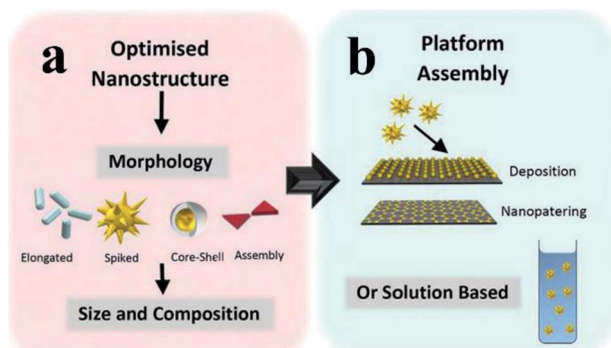 a
Optimised
Nanostructure
Morphology
Elongated
Spiked
Core-Shell
Assembly
Size and Composition
b
Platform
Assembly
Deposition
Nanopatering
Or Solution Based